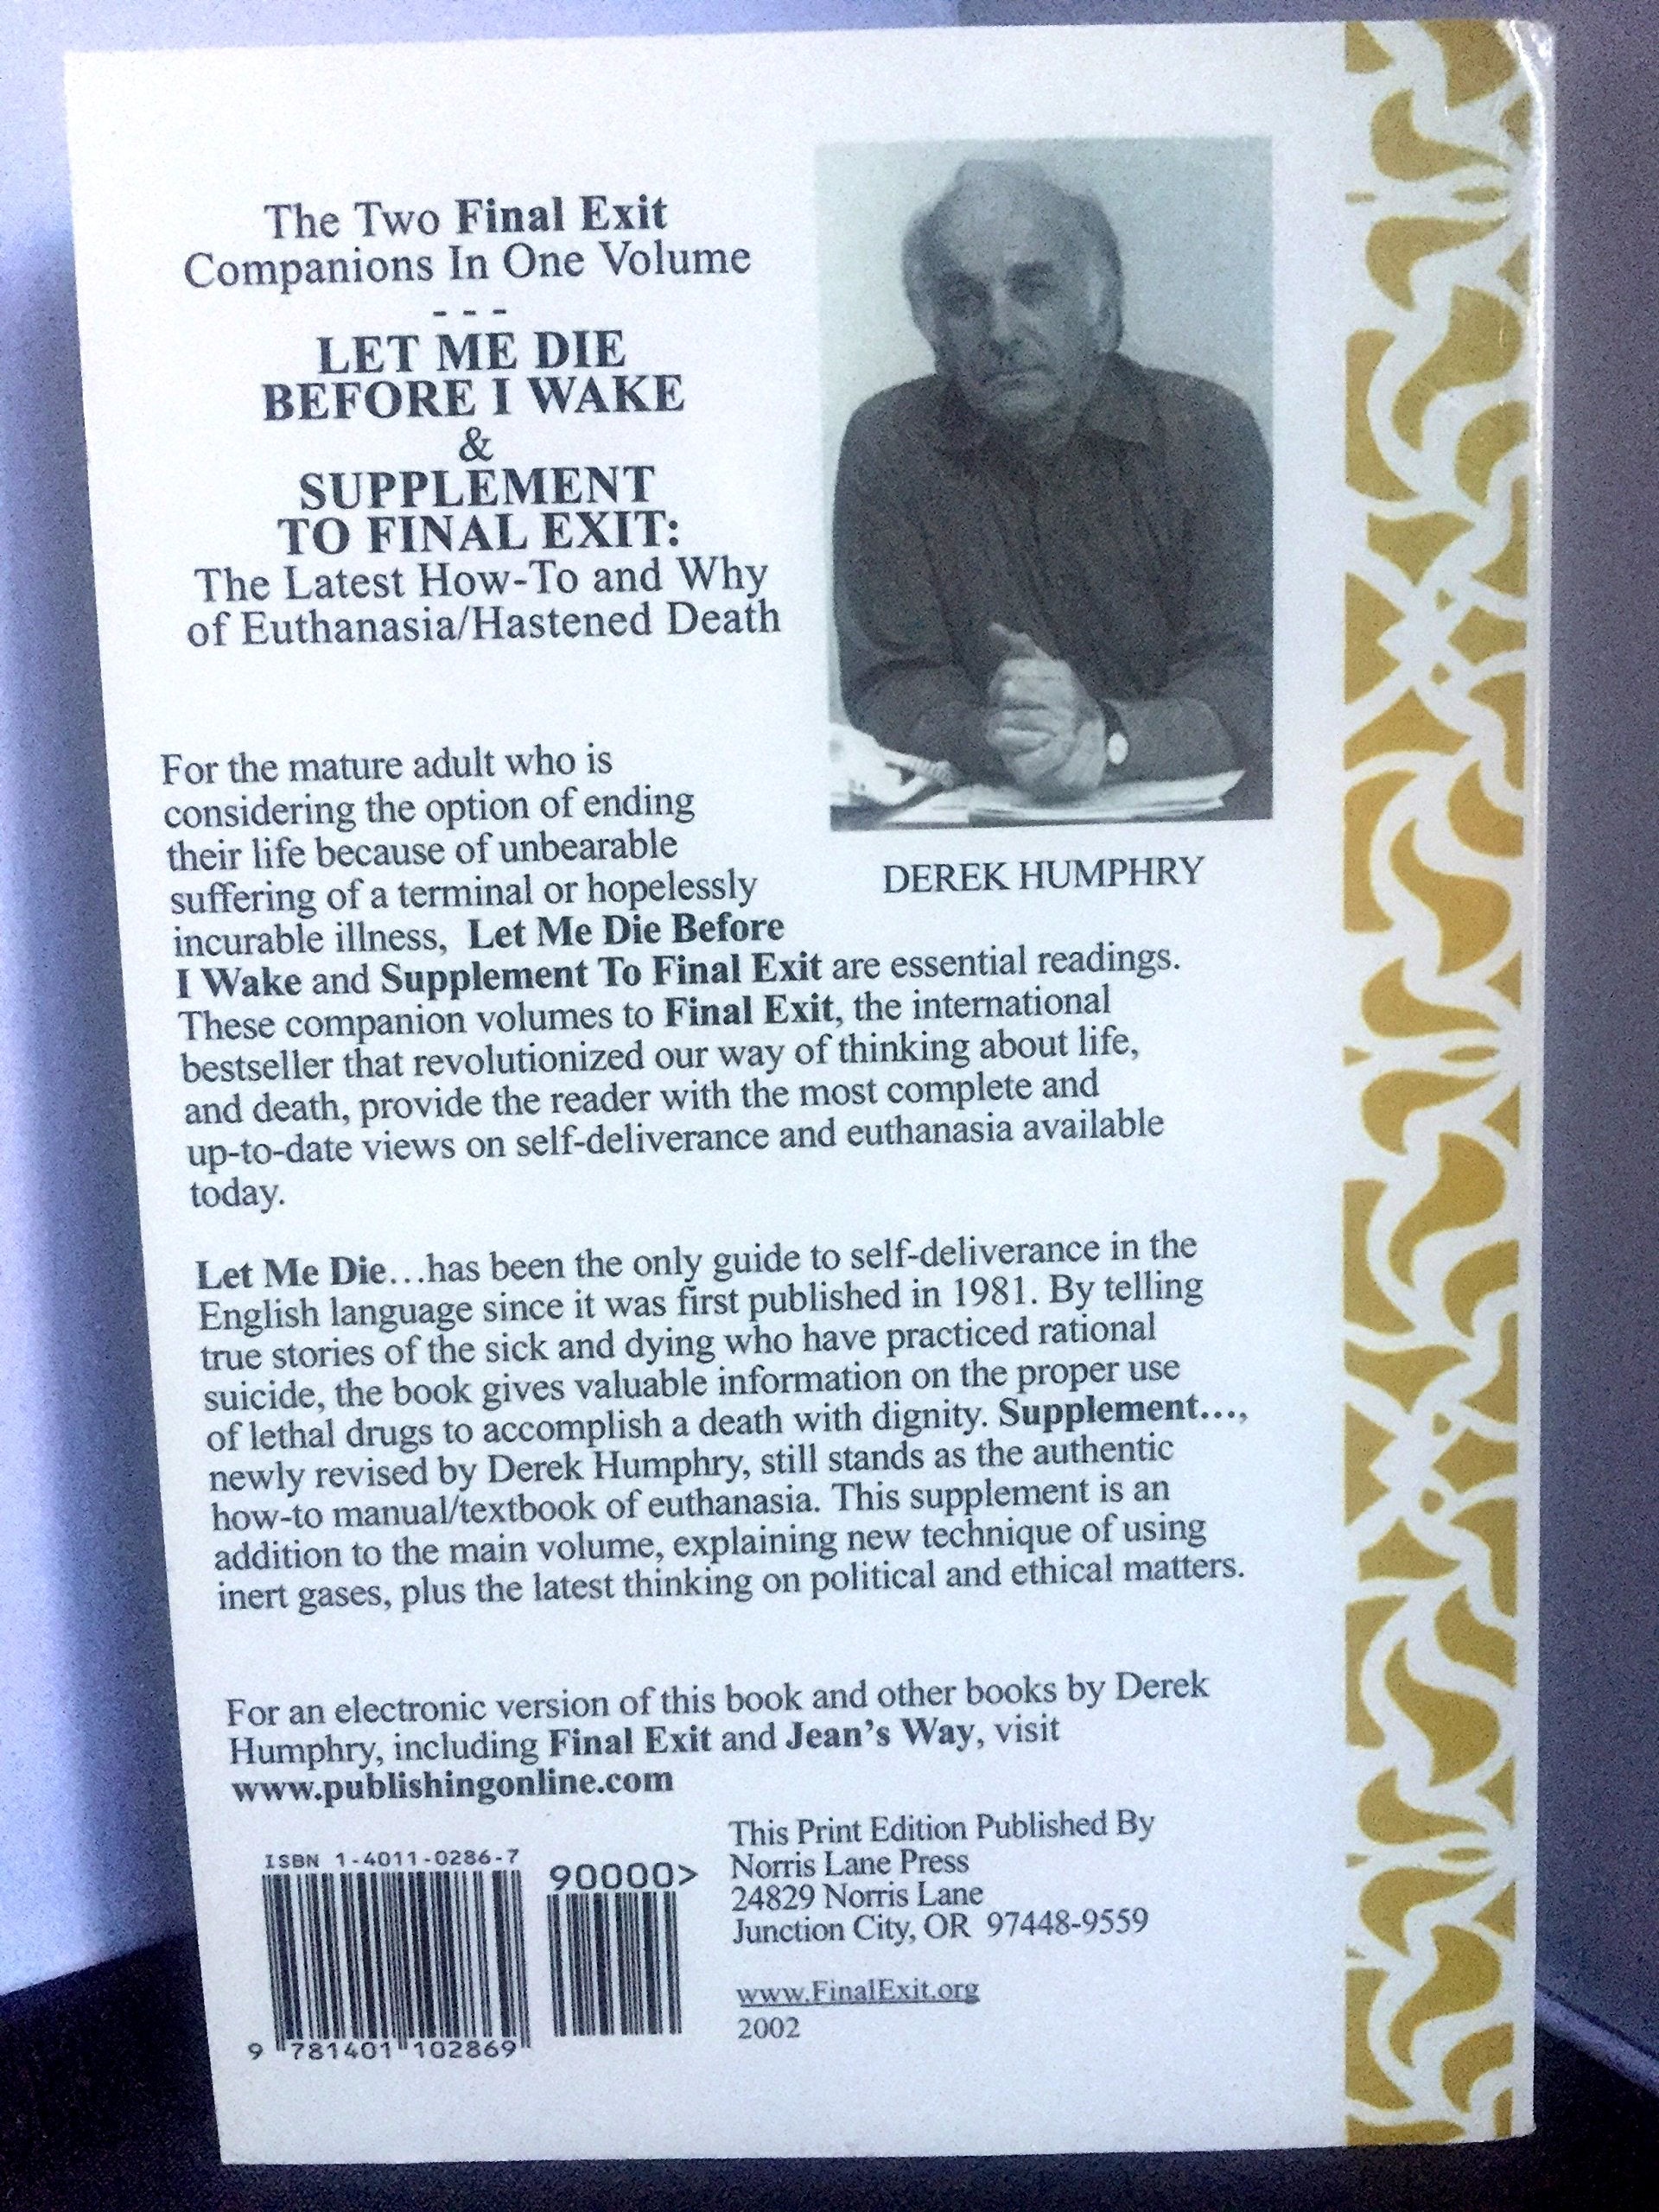 The Two Final Exit
Companions In One Volume
- - -
LET ME DIE
BEFORE I WAKE
&
SUPPLEMENT
TO FINAL EXIT:
The Latest How-To and Why
of Euthanasia/Hastened Death
DEREK HUMPHRY
For the mature adult who is
considering the option of ending
their life because of unbearable
suffering of a terminal or hopelessly
incurable illness, Let Me Die Before
I Wake and Supplement To Final Exit are essential readings.
These companion volumes to Final Exit, the international
bestseller that revolutionized our way of thinking about life,
and death, provide the reader with the most complete and
up-to-date views on self-deliverance and euthanasia available
today.
Let Me Die…has been the only guide to self-deliverance in the
English language since it was first published in 1981. By telling
true stories of the sick and dying who have practiced rational
suicide, the book gives valuable information on the proper use
of lethal drugs to accomplish a death with dignity. Supplement…,
newly revised by Derek Humphry, still stands as the authentic
how-to manual/textbook of euthanasia. This supplement is an
addition to the main volume, explaining new technique of using
inert gases, plus the latest thinking on political and ethical matters.
For an electronic version of this book and other books by Derek
Humphry, including Final Exit and Jean's Way, visit
www.publishingonline.com
ISBN 1-4011-0286-7
90000>
9 781401 102869
This Print Edition Published By
Norris Lane Press
24829 Norris Lane
Junction City, OR 97448-9559
www.FinalExit.org
2002